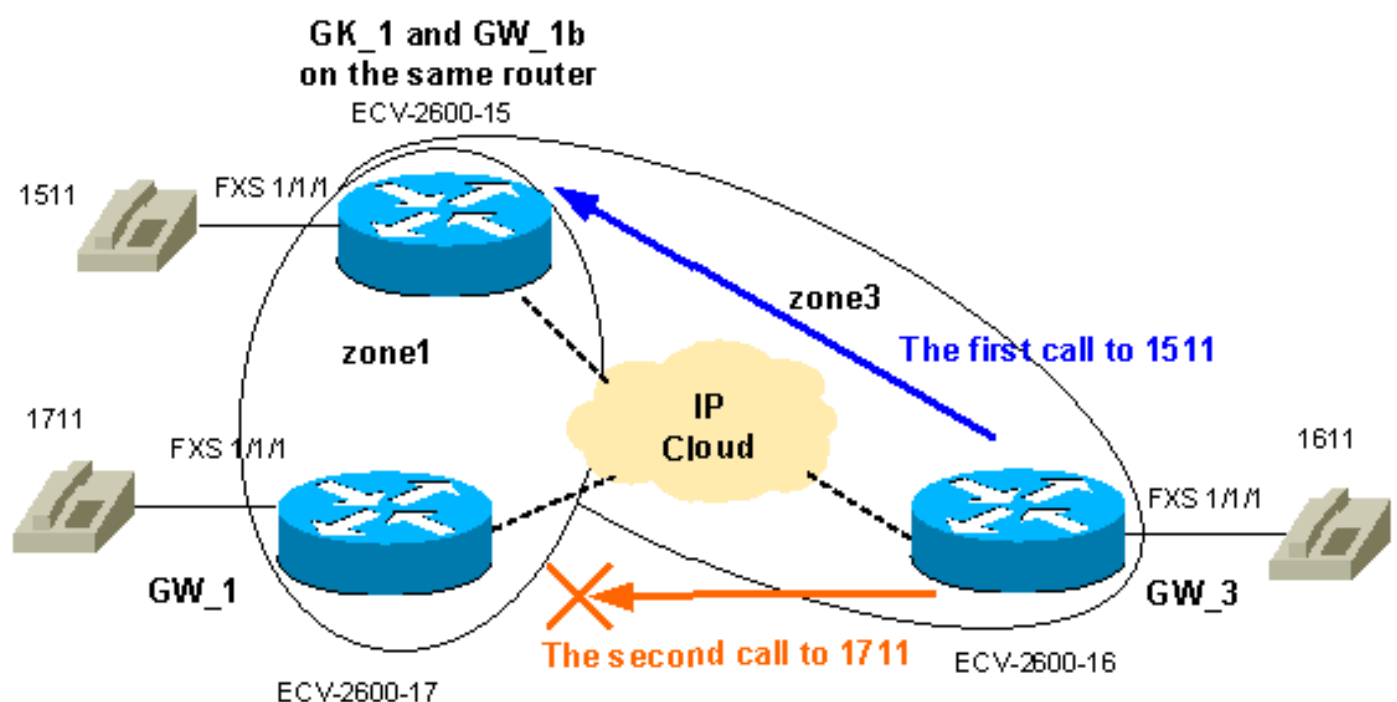 GK_1 and GW_1b
on the same router
ECV-2600-15
1511
FXS 1/1/1
zone3
zone1
The first call to 1511
IP
Cloud
1711
FXS 1/1/1
1611
FXS 1/1/1
GW_1
GW_3
The second call to 1711
ECV-2600-16
ECV-2600-17